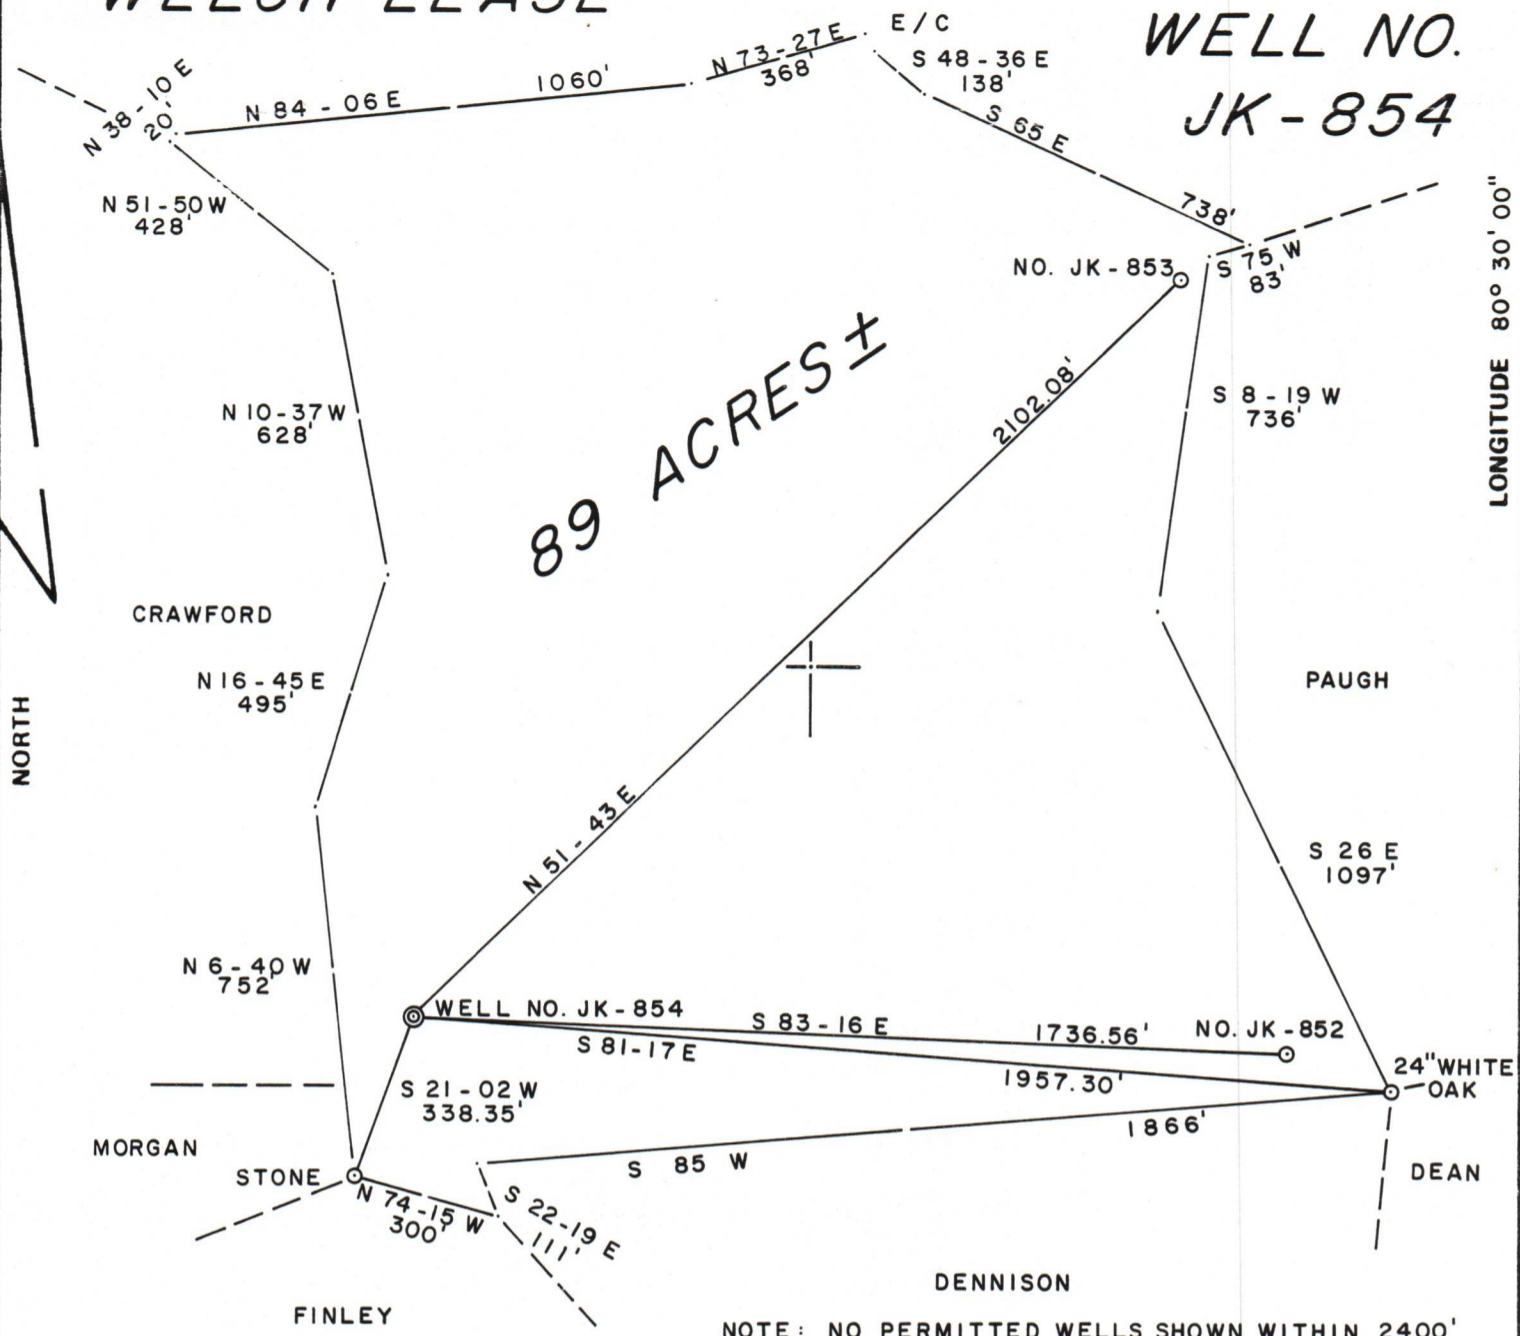 WELCH LEASE
WELL NO.
JK-854
E/C
N 73-27 E
368'
S 48-36 E
138'
N 38-10 E
20'
N 84-06 E
1060'
S 65 E
738'
N 51-50 W
428'
NO. JK-853
S 75 W
83'
LONGITUDE 80° 30' 00"
89 ACRES ±
2102.08'
N 10-37 W
628'
S 8-19 W
736'
CRAWFORD
N 16-45 E
495'
PAUGH
NORTH
N 51-43 E
S 26 E
1097'
N 6-40 W
752'
WELL NO. JK-854
S 83-16 E
1736.56'
NO. JK-852
S 81-17 E
1957.30'
24" WHITE
OAK
S 21-02 W
338.35'
1866'
MORGAN
STONE
S 85 W
DEAN
N 74-15 W
300'
S 22-19 E
111'
DENNISON
FINLEY
NOTE: NO PERMITTED WELLS SHOWN WITHIN 2400'